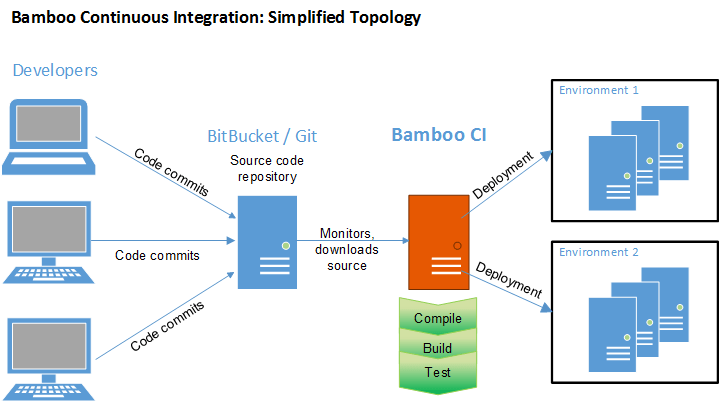 Bamboo Continuous Integration: Simplified Topology
Developers
BitBucket / Git
Source code
repository
Bamboo CI
Environment 1
Code commits
Code commits
Code commits
Monitors,
downloads
source
Deployment
Deployment
Environment 2
Compile
Build
Test